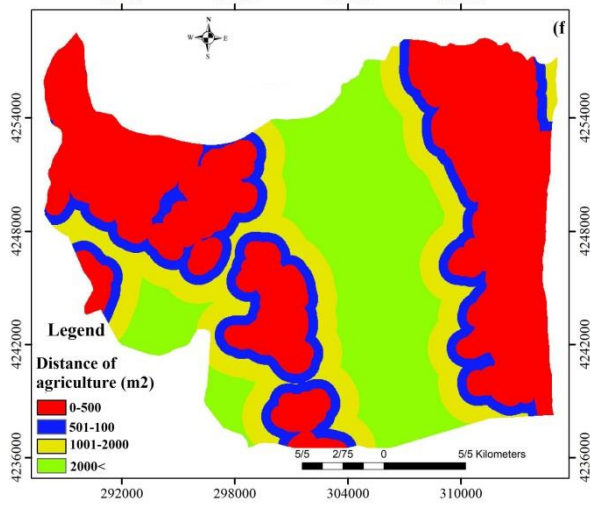 N
W E
S
(f
4254000
4254000
4248000
4248000
4242000
4242000
4236000
4236000
Legend
Distance of
agriculture (m2)
0-500
501-100
1001-2000
2000<
5/5 2/75 0 5/5 Kilometers
292000 298000 304000 310000